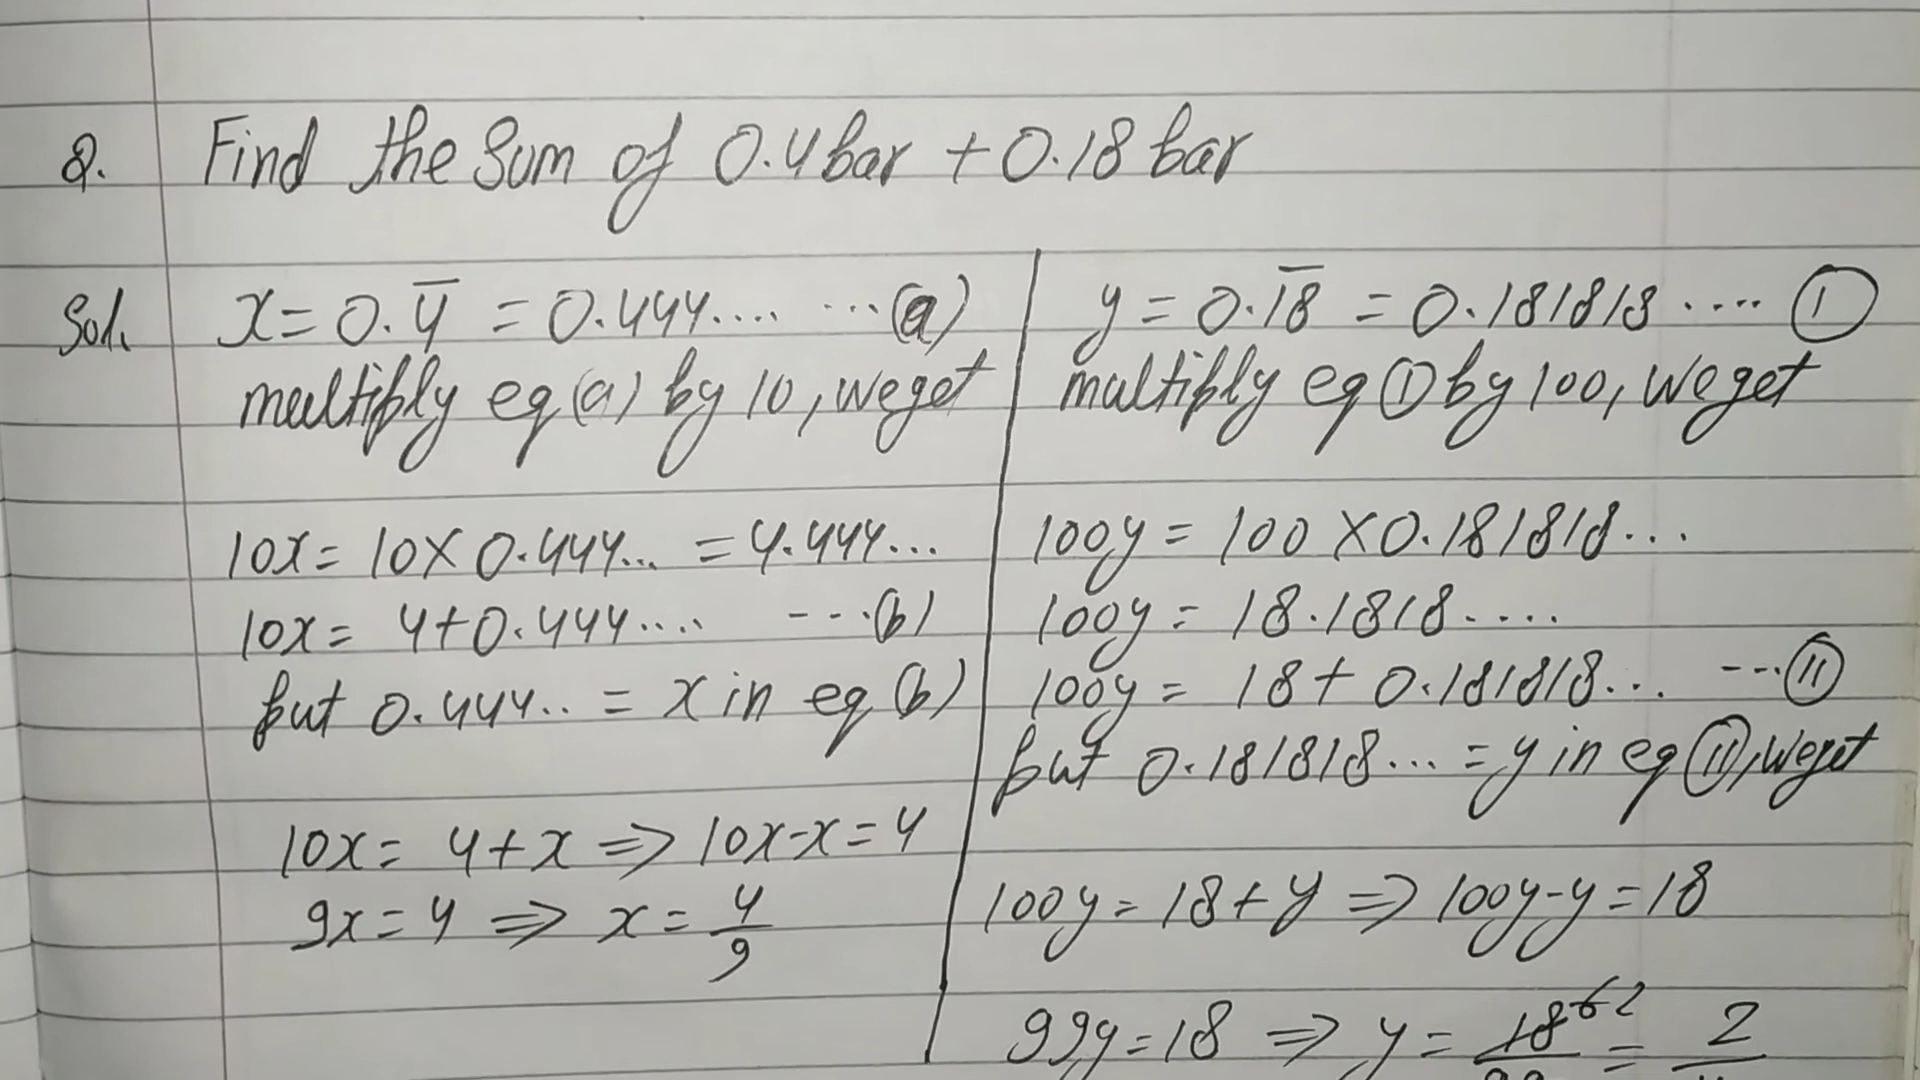 Q. Find the Sum of 0.4 bar + 0.18 bar
Sol. x = 0.4̅ = 0.444.... ...(a)
multiply eq (a) by 10, we get
10x = 10 × 0.444... = 4.444...
10x = 4 + 0.444.... ---.(b)
put 0.444.. = x in eq (b)
10x = 4 + x => 10x - x = 4
9x = 4 => x = 4/9
y = 0.1̅8̅ = 0.181818 .... Ⓘ
multiply eq Ⓘ by 100, we get
100y = 100 × 0.181818...
100y = 18.1818.....
100y = 18 + 0.181818... ---(II)
put 0.181818... = y in eq (II), we get
100y = 18 + y => 100y - y = 18
99y = 18 => y = 18 = 2